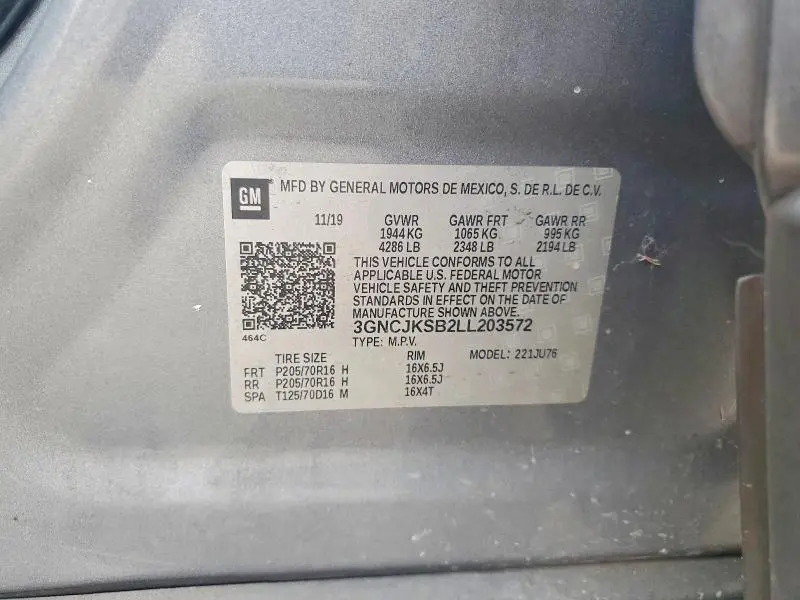 GM
MFD BY GENERAL MOTORS DE MEXICO, S. DE R.L. DE C.V.
11/19 GVWR GAWR FRT GAWR RR
1944 KG 1065 KG 995 KG
4286 LB 2348 LB 2194 LB
THIS VEHICLE CONFORMS TO ALL
APPLICABLE U.S. FEDERAL MOTOR
VEHICLE SAFETY AND THEFT PREVENTION
STANDARDS IN EFFECT ON THE DATE OF
MANUFACTURE SHOWN ABOVE.
3GNCJKSB2LL203572
464C
TYPE: M.P.V.
TIRE SIZE RIM MODEL: 221JU76
FRT P205/70R16 H 16X6.5J
RR P205/70R16 H 16X6.5J
SPA T125/70D16 M 16X4T